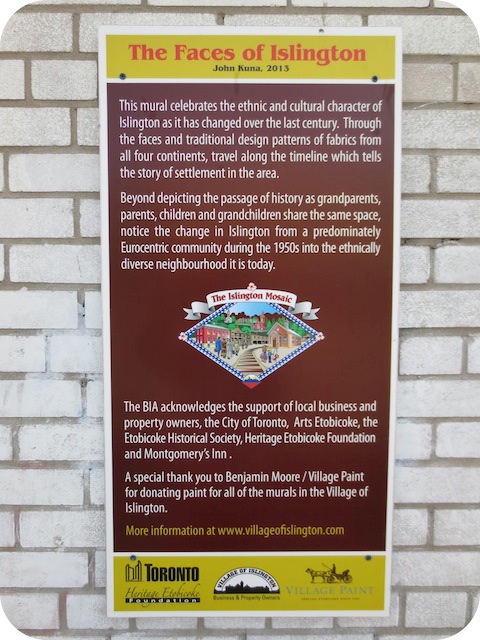 The Faces of Islington
John Kuna, 2013
This mural celebrates the ethnic and cultural character of
Islington as it has changed over the last century. Through
the faces and traditional design patterns of fabrics from
all four continents, travel along the timeline which tells
the story of settlement in the area.
Beyond depicting the passage of history as grandparents,
parents, children and grandchildren share the same space,
notice the change in Islington from a predominately
Eurocentric community during the 1950s into the ethnically
diverse neighbourhood it is today.
The Islington Mosaic
The BIA acknowledges the support of local business and
property owners, the City of Toronto, Arts Etobicoke, the
Etobicoke Historical Society, Heritage Etobicoke Foundation
and Montgomery's Inn .
A special thank you to Benjamin Moore / Village Paint
for donating paint for all of the murals in the Village of
Islington.
More information at www.villageofislington.com
TORONTO
Heritage Etobicoke
Foundation
VILLAGE OF ISLINGTON
Business & Property Owners
VILLAGE PAINT